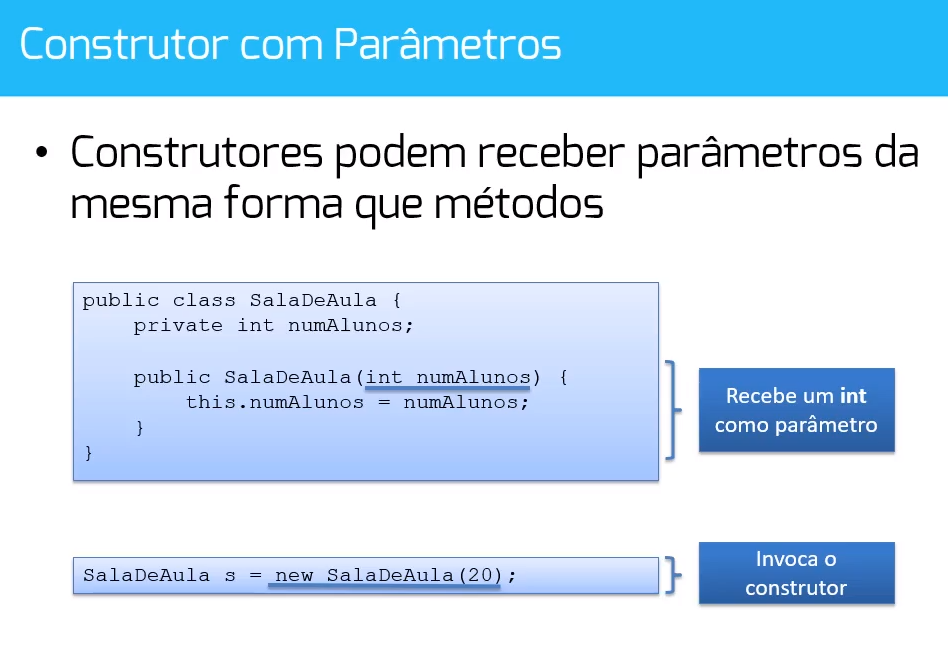 Construtor com Parâmetros
• Construtores podem receber parâmetros da
mesma forma que métodos
public class SalaDeAula {
    private int numAlunos;
    public SalaDeAula(int numAlunos) {
        this.numAlunos = numAlunos;
    }
}
Recebe um int
como parâmetro
SalaDeAula s = new SalaDeAula(20);
Invoca o
construtor